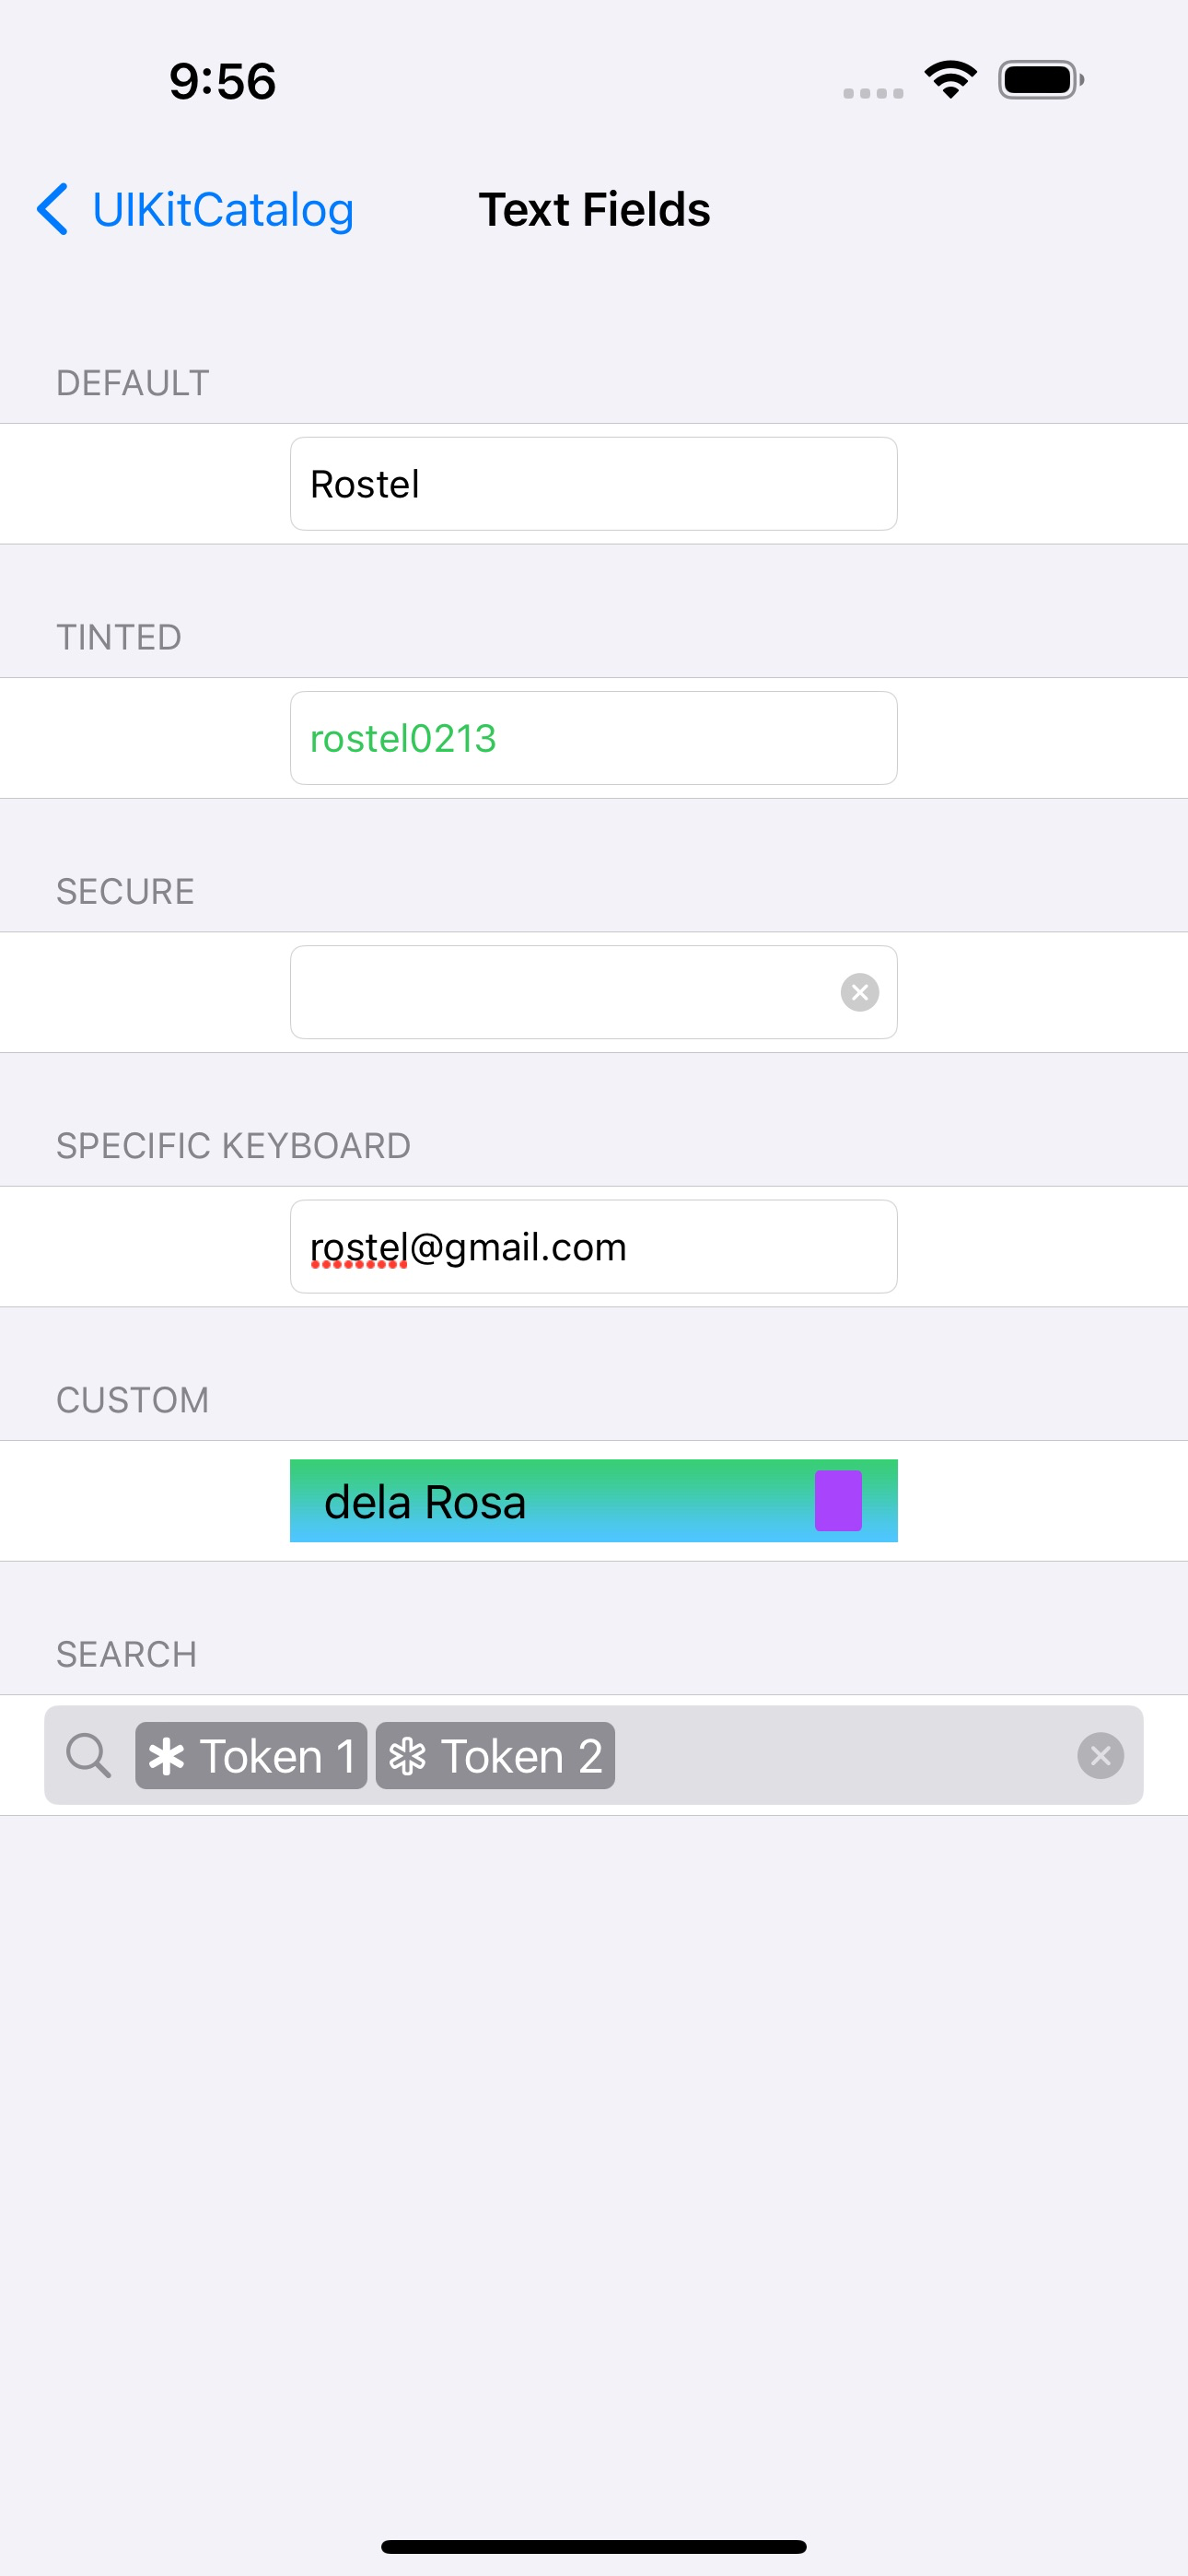 9:56
UIKitCatalog
Text Fields
DEFAULT
Rostel
TINTED
rostel0213
SECURE
SPECIFIC KEYBOARD
rostel@gmail.com
CUSTOM
dela Rosa
SEARCH
Token 1 Token 2